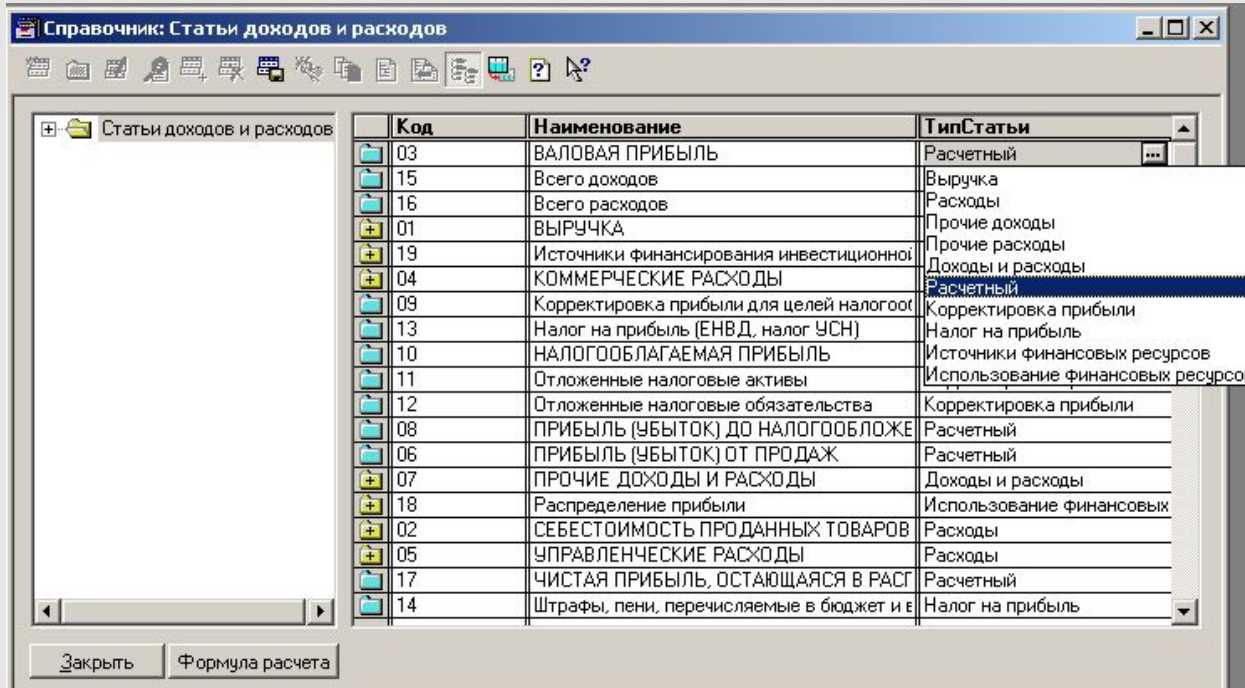 Справочник: Статьи доходов и расходов
Статьи доходов и расходов
Код Наименование ТипСтатьи
03 ВАЛОВАЯ ПРИБЫЛЬ Расчетный ...
15 Всего доходов Выручка
16 Всего расходов Расходы
01 ВЫРУЧКА Прочие доходы
19 Источники финансирования инвестиционной Прочие расходы
04 КОММЕРЧЕСКИЕ РАСХОДЫ Доходы и расходы
Расчетный
09 Корректировка прибыли для целей налогооб Корректировка прибыли
13 Налог на прибыль (ЕНВД, налог УСН) Налог на прибыль
10 НАЛОГООБЛАГАЕМАЯ ПРИБЫЛЬ Источники финансовых ресурсов
11 Отложенные налоговые активы Использование финансовых ресурсо
12 Отложенные налоговые обязательства Корректировка прибыли
08 ПРИБЫЛЬ (УБЫТОК) ДО НАЛОГООБЛОЖЕ Расчетный
06 ПРИБЫЛЬ (УБЫТОК) ОТ ПРОДАЖ Расчетный
07 ПРОЧИЕ ДОХОДЫ И РАСХОДЫ Доходы и расходы
18 Распределение прибыли Использование финансовых
02 СЕБЕСТОИМОСТЬ ПРОДАННЫХ ТОВАРОВ Расходы
05 УПРАВЛЕНЧЕСКИЕ РАСХОДЫ Расходы
17 ЧИСТАЯ ПРИБЫЛЬ, ОСТАЮЩАЯСЯ В РАСП Расчетный
14 Штрафы, пени, перечисляемые в бюджет и в Налог на прибыль
Закрыть Формула расчета